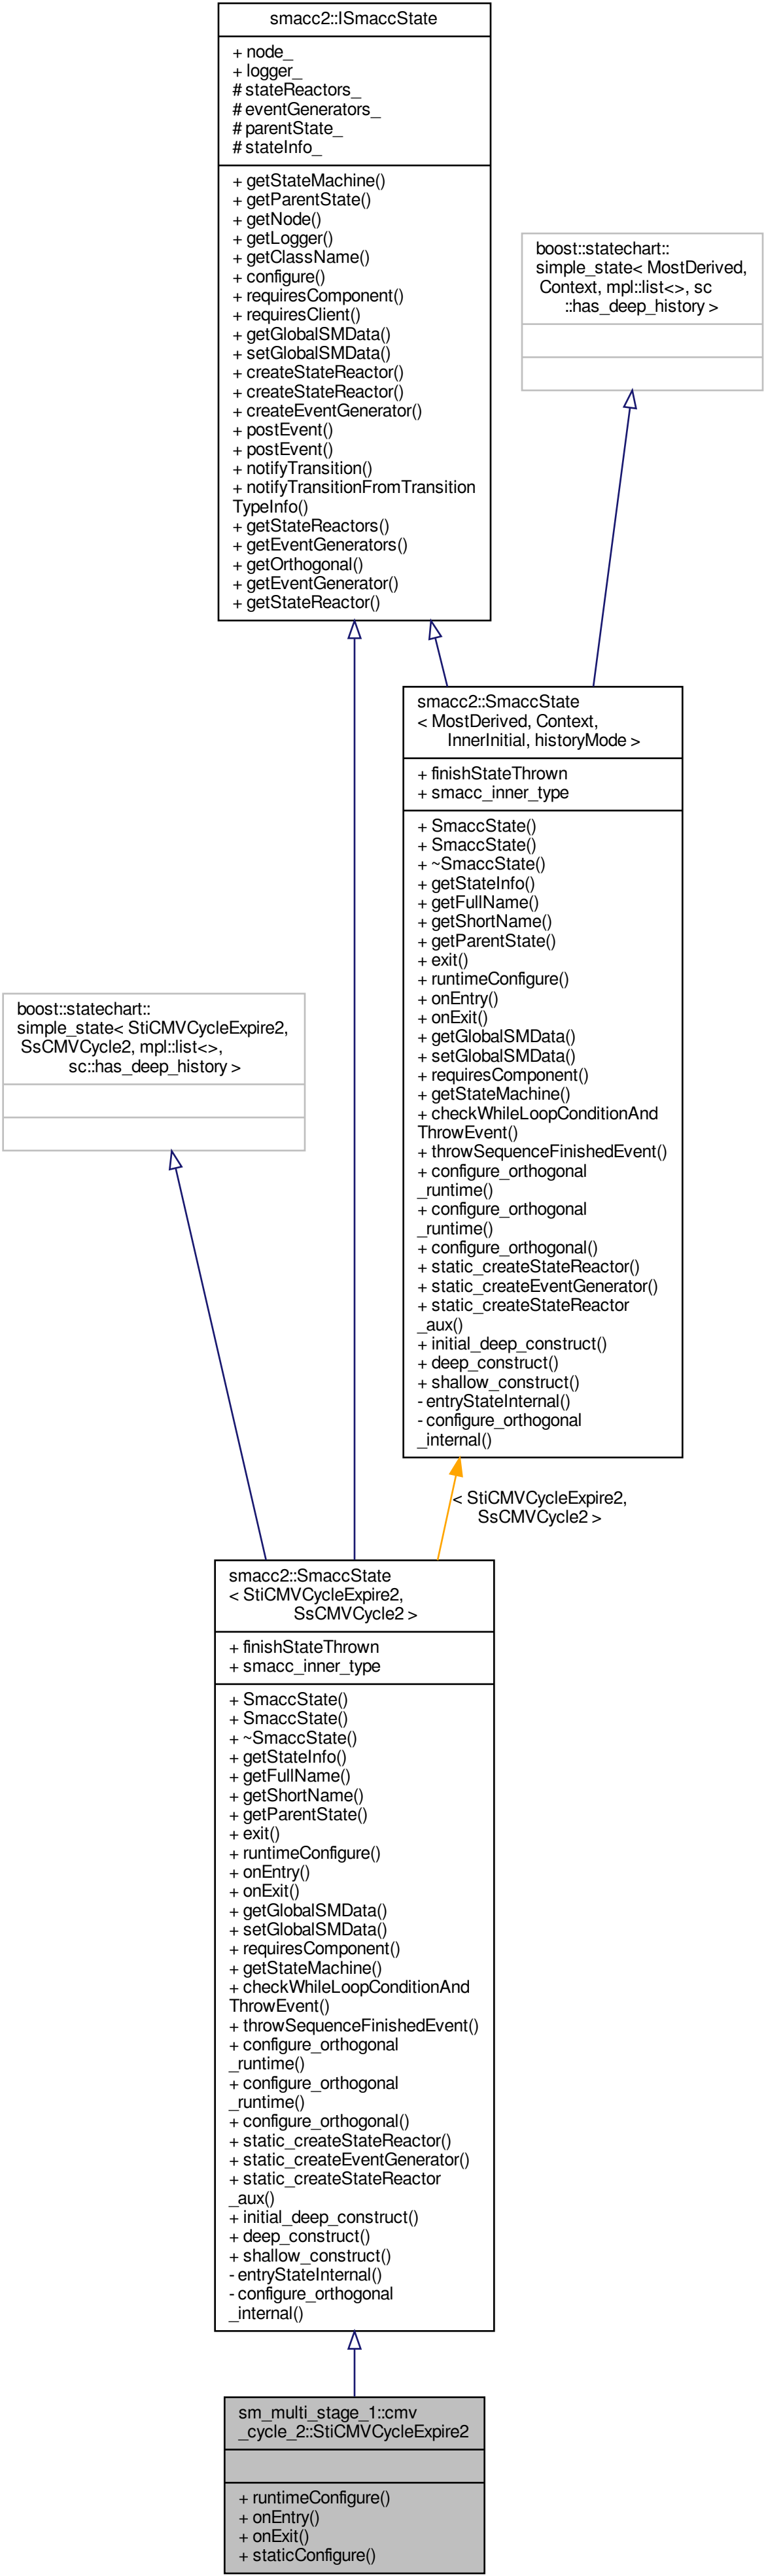 smacc2::ISmaccState
+ node_
+ logger_
# stateReactors_
# eventGenerators_
# parentState_
# stateInfo_
+ getStateMachine()
+ getParentState()
+ getNode()
+ getLogger()
+ getClassName()
+ configure()
+ requiresComponent()
+ requiresClient()
+ getGlobalSMData()
+ setGlobalSMData()
+ createStateReactor()
+ createStateReactor()
+ createEventGenerator()
+ postEvent()
+ postEvent()
+ notifyTransition()
+ notifyTransitionFromTransition
TypeInfo()
+ getStateReactors()
+ getEventGenerators()
+ getOrthogonal()
+ getEventGenerator()
+ getStateReactor()
boost::statechart::
simple_state< MostDerived,
Context, mpl::list<>, sc
::has_deep_history >
smacc2::SmaccState
< MostDerived, Context,
InnerInitial, historyMode >
+ finishStateThrown
+ smacc_inner_type
+ SmaccState()
+ SmaccState()
+ ~SmaccState()
+ getStateInfo()
+ getFullName()
+ getShortName()
+ getParentState()
+ exit()
+ runtimeConfigure()
+ onEntry()
+ onExit()
+ getGlobalSMData()
+ setGlobalSMData()
+ requiresComponent()
+ getStateMachine()
+ checkWhileLoopConditionAnd
ThrowEvent()
+ throwSequenceFinishedEvent()
+ configure_orthogonal
_runtime()
+ configure_orthogonal
_runtime()
+ configure_orthogonal()
+ static_createStateReactor()
+ static_createEventGenerator()
+ static_createStateReactor
_aux()
+ initial_deep_construct()
+ deep_construct()
+ shallow_construct()
- entryStateInternal()
- configure_orthogonal
_internal()
boost::statechart::
simple_state< StiCMVCycleExpire2,
SsCMVCycle2, mpl::list<>,
sc::has_deep_history >
< StiCMVCycleExpire2,
SsCMVCycle2 >
smacc2::SmaccState
< StiCMVCycleExpire2,
SsCMVCycle2 >
+ finishStateThrown
+ smacc_inner_type
+ SmaccState()
+ SmaccState()
+ ~SmaccState()
+ getStateInfo()
+ getFullName()
+ getShortName()
+ getParentState()
+ exit()
+ runtimeConfigure()
+ onEntry()
+ onExit()
+ getGlobalSMData()
+ setGlobalSMData()
+ requiresComponent()
+ getStateMachine()
+ checkWhileLoopConditionAnd
ThrowEvent()
+ throwSequenceFinishedEvent()
+ configure_orthogonal
_runtime()
+ configure_orthogonal
_runtime()
+ configure_orthogonal()
+ static_createStateReactor()
+ static_createEventGenerator()
+ static_createStateReactor
_aux()
+ initial_deep_construct()
+ deep_construct()
+ shallow_construct()
- entryStateInternal()
- configure_orthogonal
_internal()
sm_multi_stage_1::cmv
_cycle_2::StiCMVCycleExpire2
+ runtimeConfigure()
+ onEntry()
+ onExit()
+ staticConfigure()